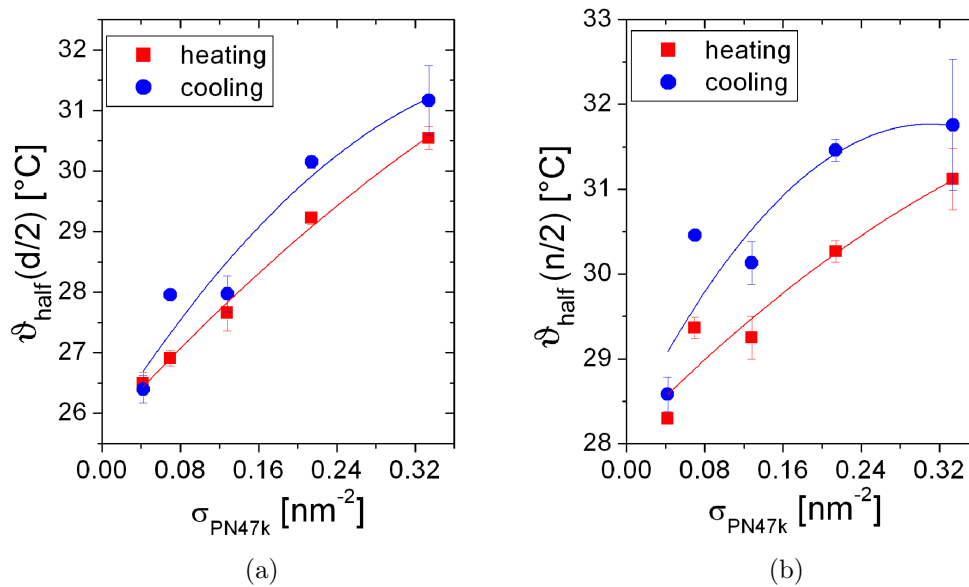 32
31
30
29
28
27
26
ϑhalf(d/2) [°C]
heating
cooling
0.00 0.08 0.16 0.24 0.32
σPN47k [nm-2]
(a)
33
32
31
30
29
28
ϑhalf(n/2) [°C]
heating
cooling
0.00 0.08 0.16 0.24 0.32
σPN47k [nm-2]
(b)